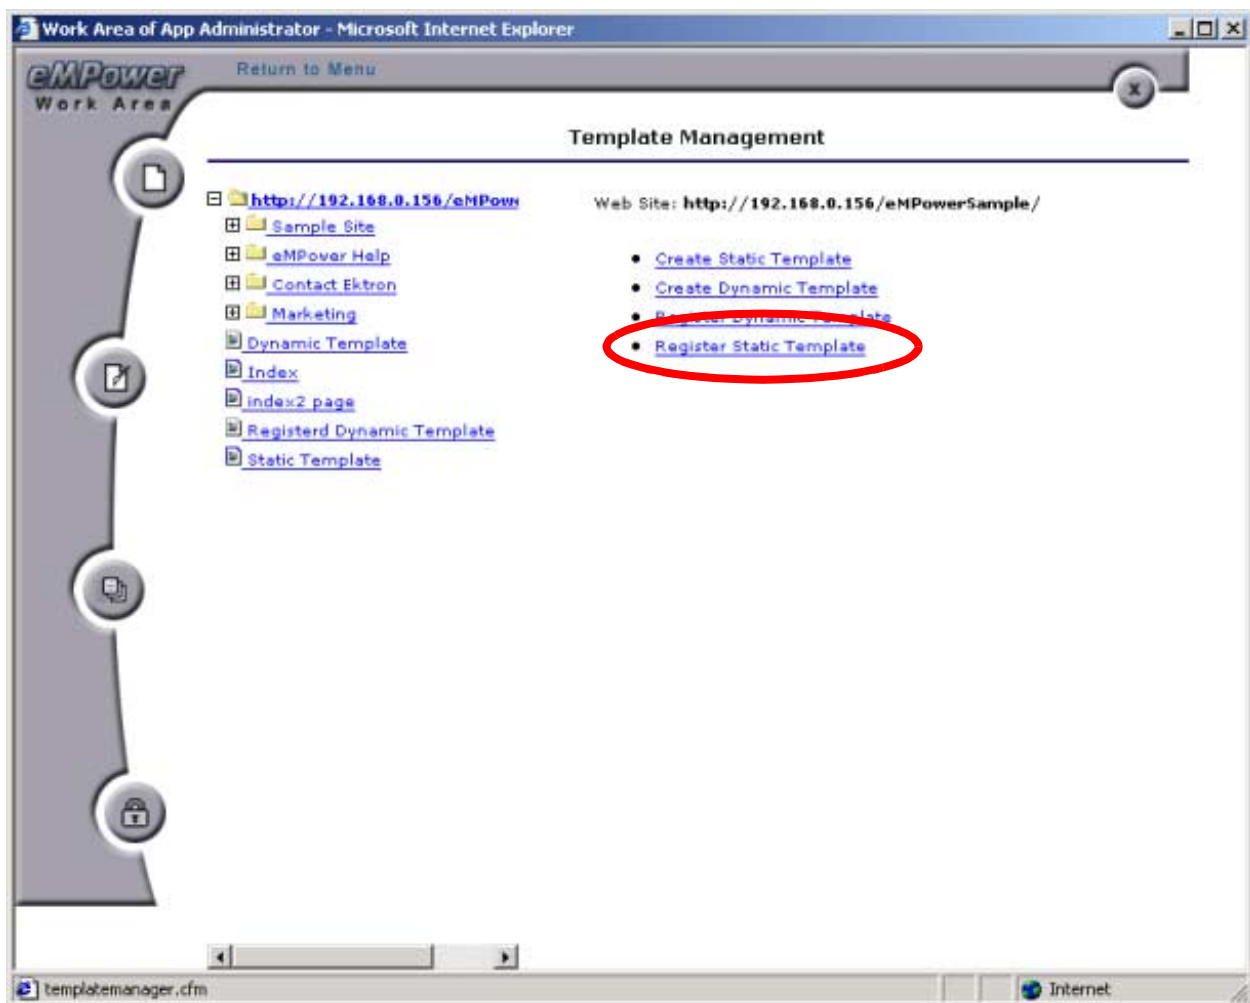 Work Area of App Administrator - Microsoft Internet Explorer
eMPower
Work Area
Return to Menu
x
Template Management
http://192.168.0.156/eMPow
Sample Site
eMPower Help
Contact Ektron
Marketing
Dynamic Template
Index
index2 page
Registerd Dynamic Template
Static Template
Web Site: http://192.168.0.156/eMPowerSample/
Create Static Template
Create Dynamic Template
Register Dynamic Template
Register Static Template
templatemanager.cfm
Internet